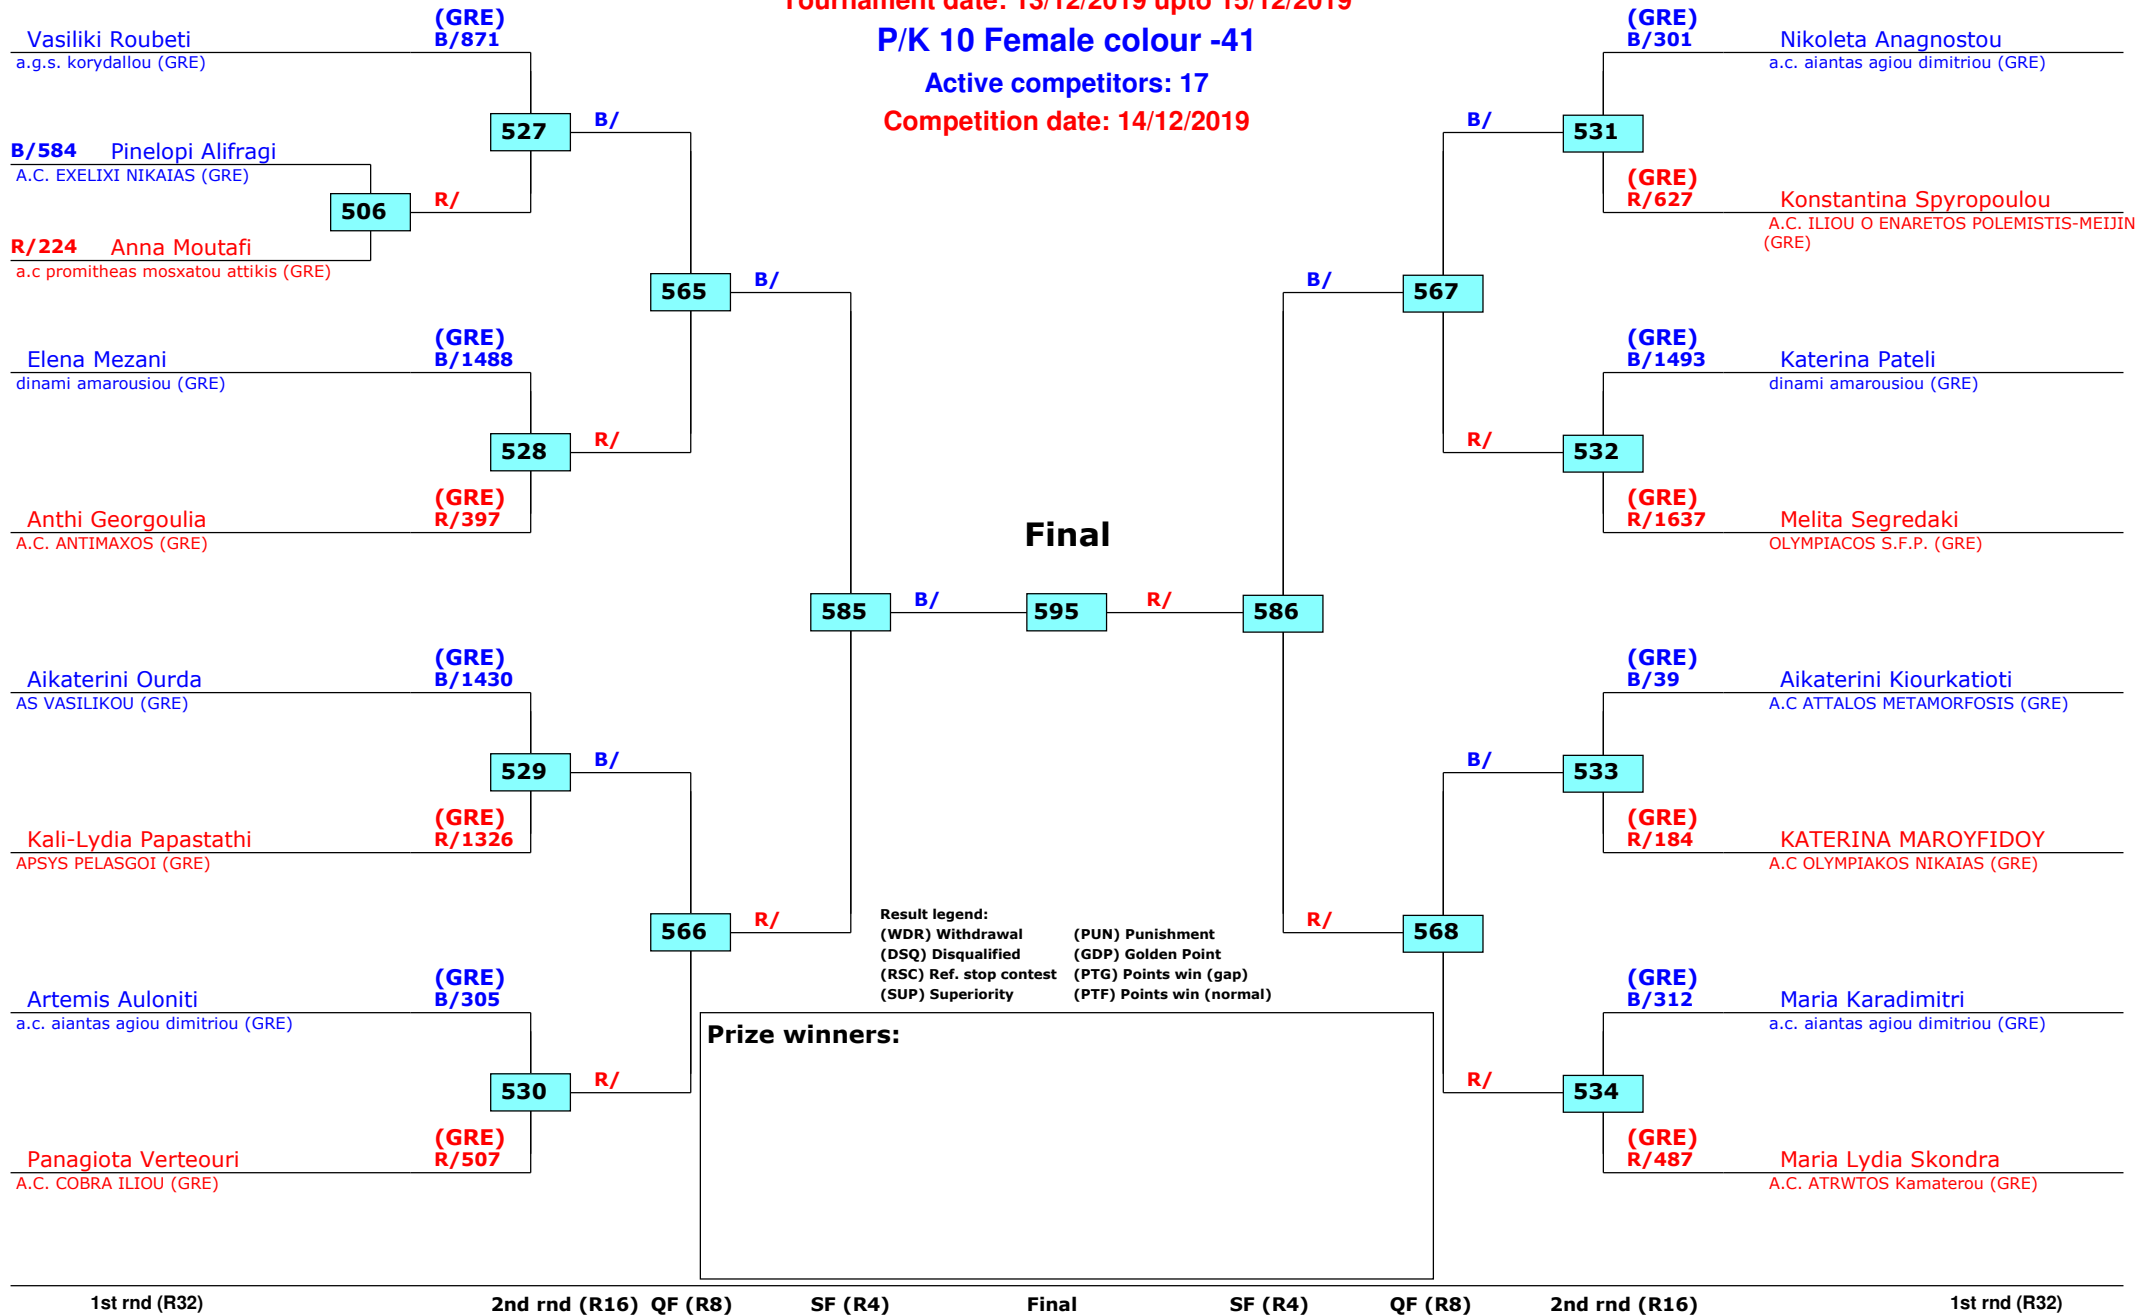 Tournament date: 13/12/2019 upto 15/12/2019
P/K 10 Female colour -41
Active competitors: 17
Competition date: 14/12/2019
(GRE)
Vasiliki Roubeti B/871
a.g.s. korydallou (GRE)
527 B/
B/584 Pinelopi Alifragi
A.C. EXELIXI NIKAIAS (GRE)
506 R/
R/224 Anna Moutafi
a.c promitheas mosxatou attikis (GRE)
565 B/
(GRE)
Elena Mezani B/1488
dinami amarousiou (GRE)
528 R/
(GRE)
Anthi Georgoulia R/397
A.C. ANTIMAXOS (GRE)
585 B/
(GRE)
Aikaterini Ourda B/1430
AS VASILIKOU (GRE)
529 B/
(GRE)
Kali-Lydia Papastathi R/1326
APSYS PELASGOI (GRE)
566 R/
(GRE)
Artemis Auloniti B/305
a.c. aiantas agiou dimitriou (GRE)
530 R/
(GRE)
Panagiota Verteouri R/507
A.C. COBRA ILIOU (GRE)
Final
595
(GRE)
B/301 Nikoleta Anagnostou
a.c. aiantas agiou dimitriou (GRE)
B/ 531
(GRE)
R/627 Konstantina Spyropoulou
A.C. ILIOU O ENARETOS POLEMISTIS-MEIJIN
(GRE)
B/ 567
(GRE)
B/1493 Katerina Pateli
dinami amarousiou (GRE)
R/ 532
(GRE)
R/1637 Melita Segredaki
OLYMPIACOS S.F.P. (GRE)
R/ 586
(GRE)
B/39 Aikaterini Kiourkatioti
A.C ATTALOS METAMORFOSIS (GRE)
B/ 533
(GRE)
R/184 KATERINA MAROYFIDOY
A.C OLYMPIAKOS NIKAIAS (GRE)
R/ 568
(GRE)
B/312 Maria Karadimitri
a.c. aiantas agiou dimitriou (GRE)
R/ 534
(GRE)
R/487 Maria Lydia Skondra
A.C. ATRWTOS Kamaterou (GRE)
Result legend:
(WDR) Withdrawal (PUN) Punishment
(DSQ) Disqualified (GDP) Golden Point
(RSC) Ref. stop contest (PTG) Points win (gap)
(SUP) Superiority (PTF) Points win (normal)
Prize winners:
1st rnd (R32) 2nd rnd (R16) QF (R8) SF (R4) Final SF (R4) QF (R8) 2nd rnd (R16) 1st rnd (R32)